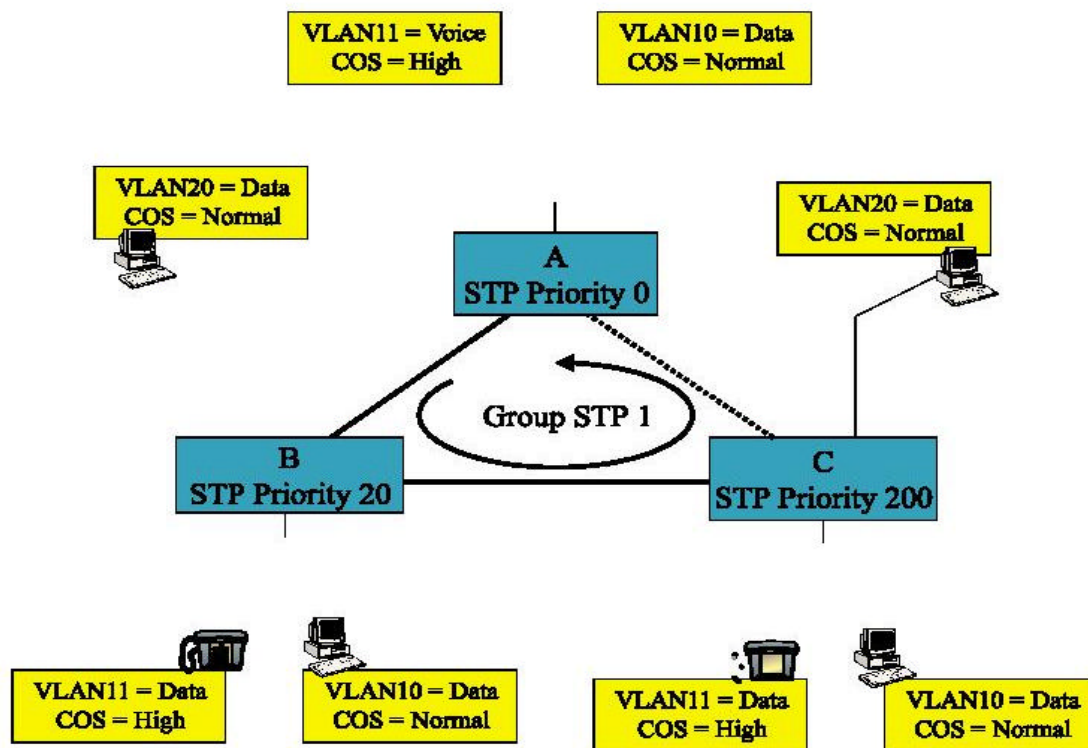 VLAN11 = Voice
COS = High
VLAN10 = Data
COS = Normal
VLAN20 = Data
COS = Normal
VLAN20 = Data
COS = Normal
A
STP Priority 0
Group STP 1
B
STP Priority 20
C
STP Priority 200
VLAN11 = Data
COS = High
VLAN10 = Data
COS = Normal
VLAN11 = Data
COS = High
VLAN10 = Data
COS = Normal